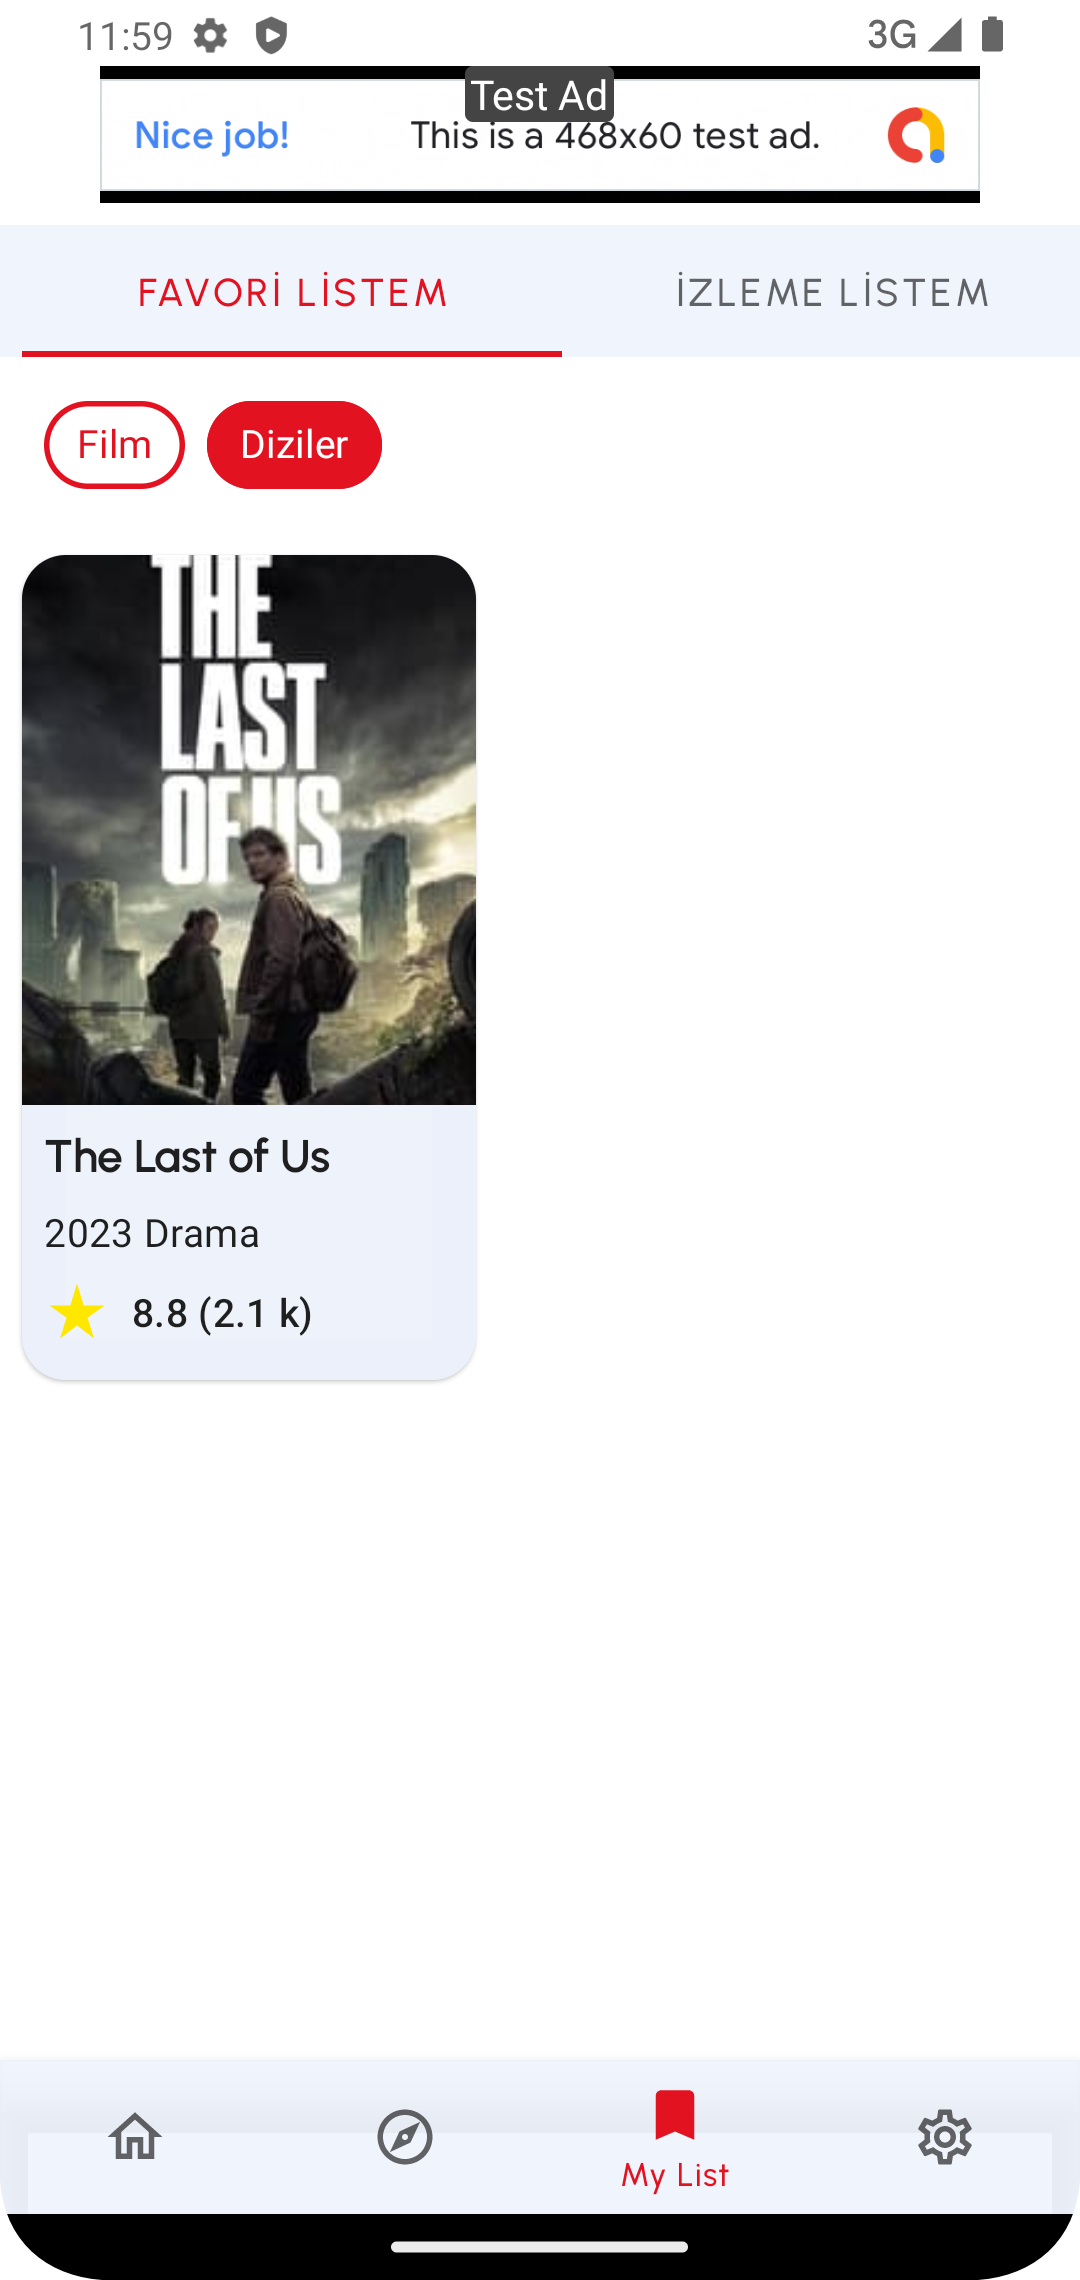 11:59
3G
Test Ad
Nice job!
This is a 468x60 test ad.
FAVORİ LİSTEM
İZLEME LİSTEM
Film
Diziler
THE
LAST
OF US
The Last of Us
2023 Drama
8.8 (2.1 k)
My List